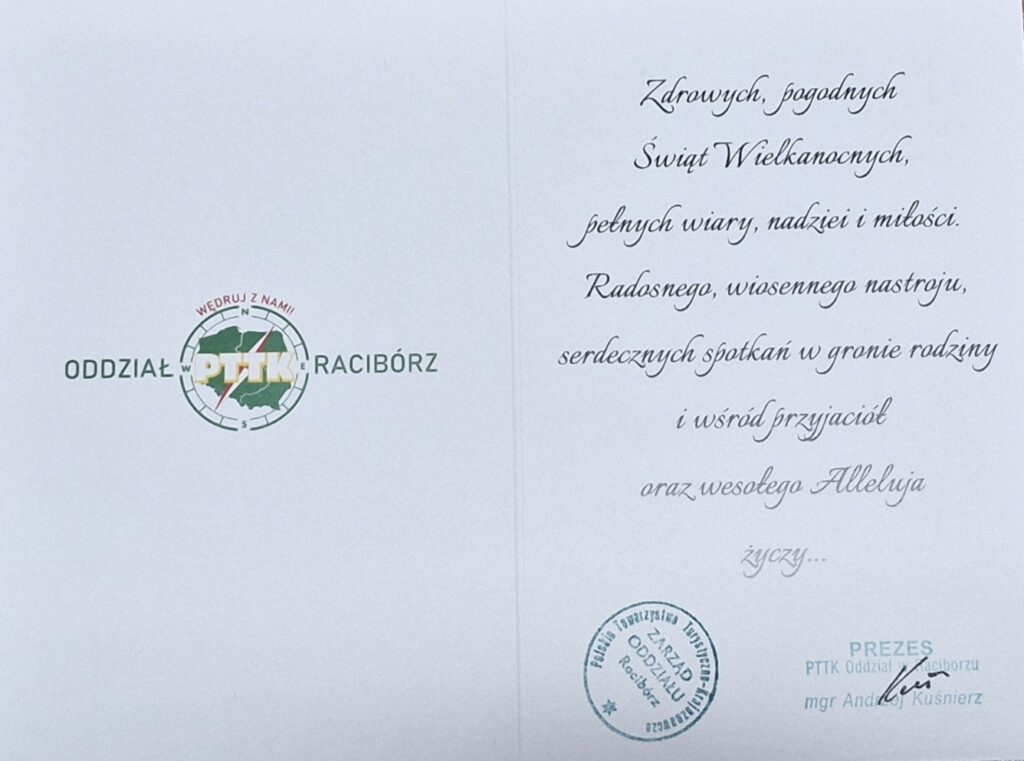 WĘDRUJ Z NAMI!
N
ODDZIAŁ W PTTK E RACIBÓRZ
S
Zdrowych, pogodnych
Świąt Wielkanocnych,
pełnych wiary, nadziei i miłości.
Radosnego, wiosennego nastroju,
serdecznych spotkań w gronie rodziny
i wśród przyjaciół
oraz wesołego Alleluja
życzy...
Polskie Towarzystwo Turystyczno-Krajoznawcze
ZARZĄD
ODDZIAŁU
Racibórz
PREZES
PTTK Oddział w Raciborzu
mgr Andrzej Kuśnierz